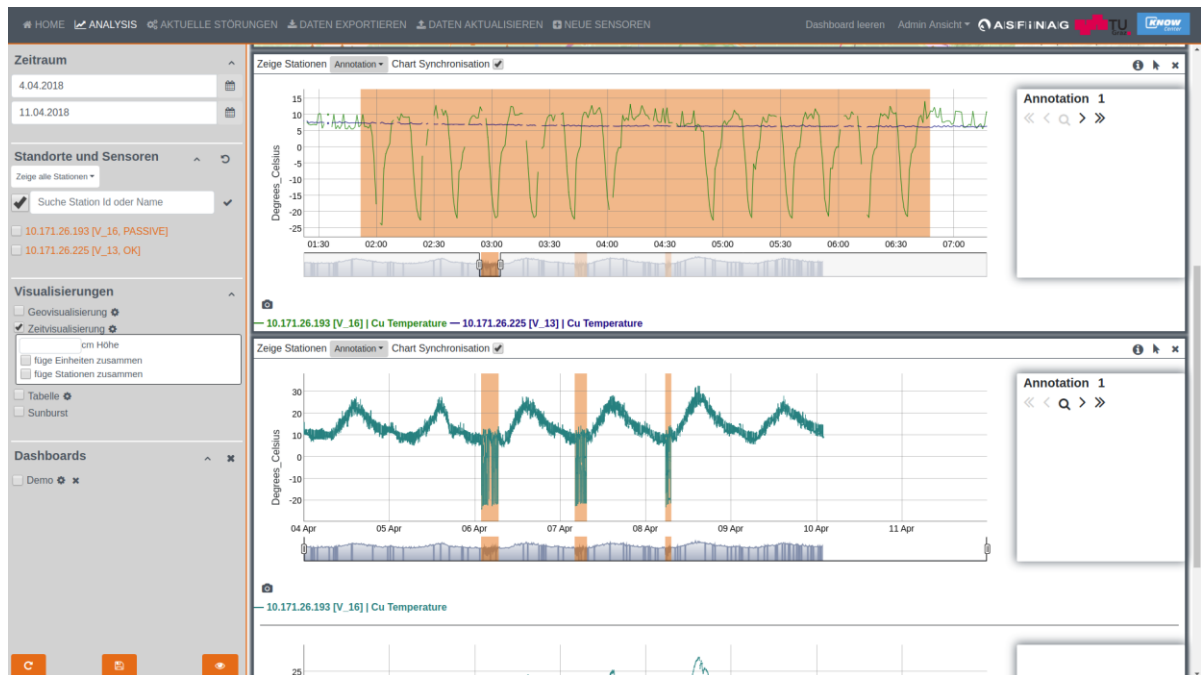 HOME ANALYSIS AKTUELLE STÖRUNGEN DATEN EXPORTIEREN DATEN AKTUALISIEREN NEUE SENSOREN Dashboard leeren Admin Ansicht ASFiNAG TU KNOW Center
Zeitraum
4.04.2018
11.04.2018
Standorte und Sensoren
Zeige alle Stationen
Suche Station Id oder Name
10.171.26.193 [V_16, PASSIVE]
10.171.26.225 [V_13, OK]
Visualisierungen
Geovisualisierung
Zeitvisualisierung
cm Höhe
füge Einheiten zusammen
füge Stationen zusammen
Tabelle
Sunburst
Dashboards
Demo
Zeige Stationen Annotation Chart Synchronisation
Degrees_Celsius
15
10
5
0
-5
-10
-15
-20
-25
01:30 02:00 02:30 03:00 03:30 04:00 04:30 05:00 05:30 06:00 06:30 07:00
Annotation 1
— 10.171.26.193 [V_16] | Cu Temperature — 10.171.26.225 [V_13] | Cu Temperature
Zeige Stationen Annotation Chart Synchronisation
Degrees_Celsius
30
20
10
0
-10
-20
04 Apr 05 Apr 06 Apr 07 Apr 08 Apr 09 Apr 10 Apr 11 Apr
Annotation 1
— 10.171.26.193 [V_16] | Cu Temperature
25